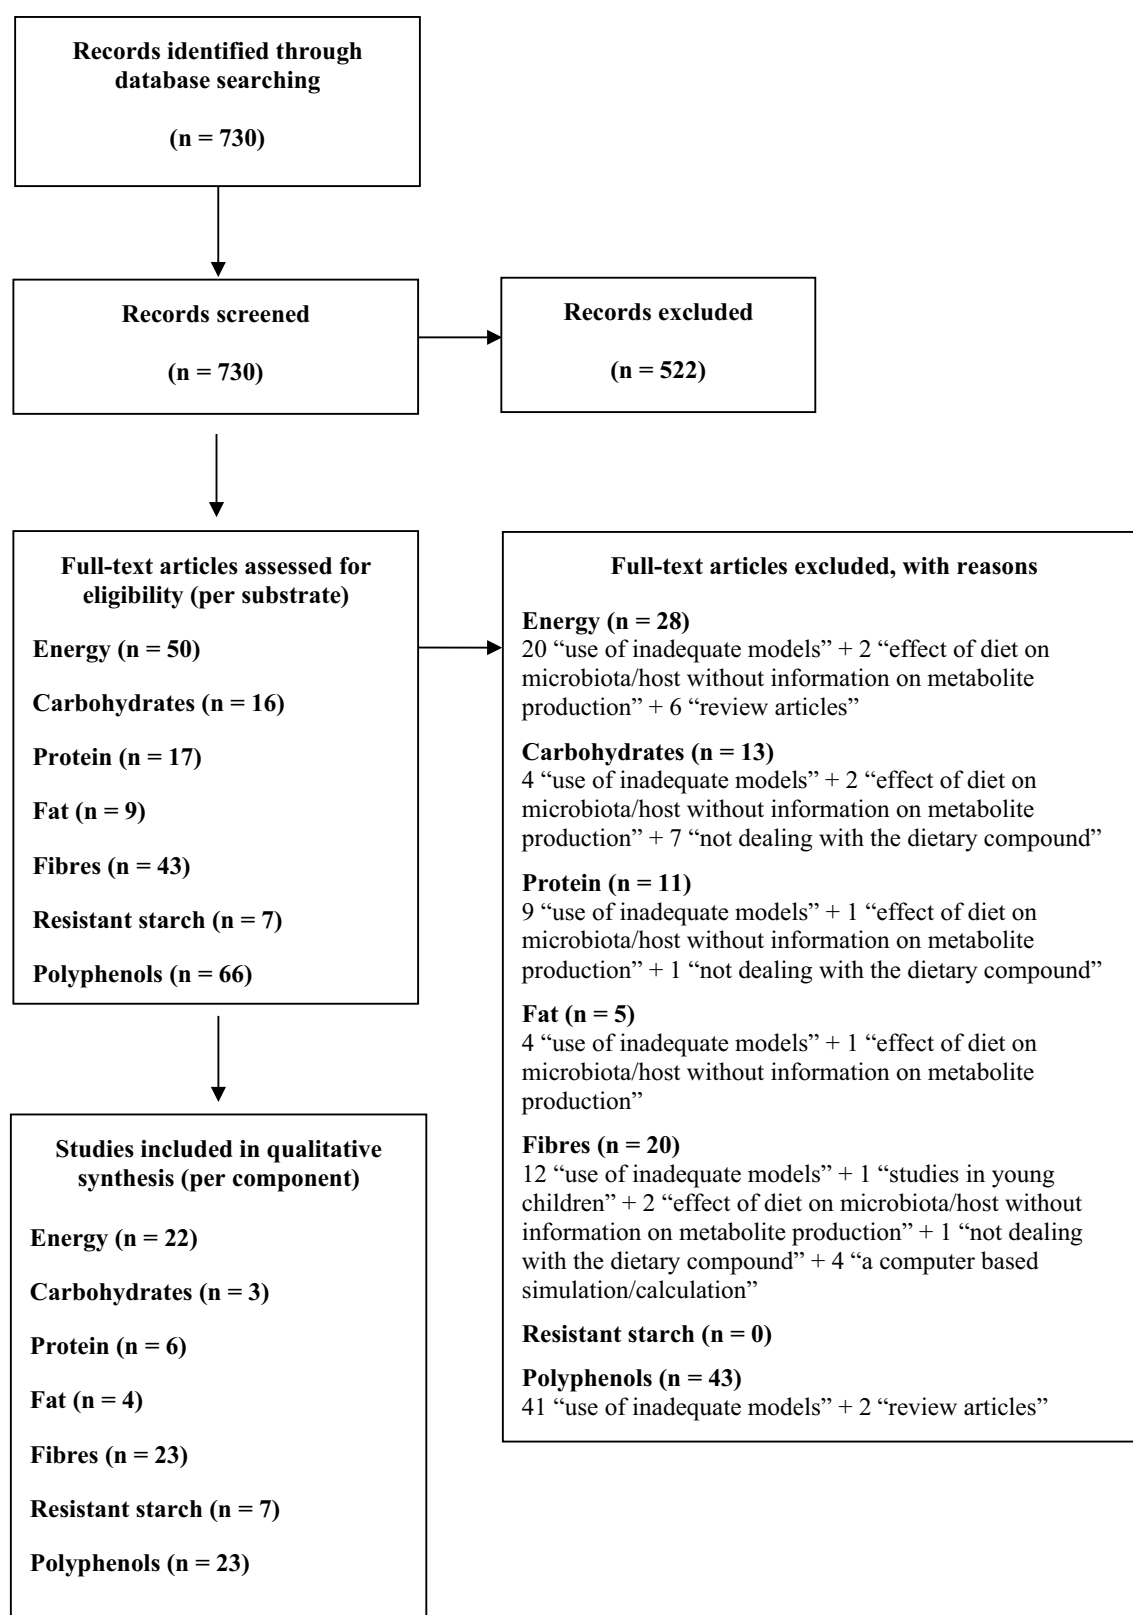 Records identified through
database searching
(n = 730)
Records screened
(n = 730)
Records excluded
(n = 522)
Full-text articles assessed for
eligibility (per substrate)
Energy (n = 50)
Carbohydrates (n = 16)
Protein (n = 17)
Fat (n = 9)
Fibres (n = 43)
Resistant starch (n = 7)
Polyphenols (n = 66)
Full-text articles excluded, with reasons
Energy (n = 28)
20 “use of inadequate models” + 2 “effect of diet on
microbiota/host without information on metabolite
production” + 6 “review articles”
Carbohydrates (n = 13)
4 “use of inadequate models” + 2 “effect of diet on
microbiota/host without information on metabolite
production” + 7 “not dealing with the dietary compound”
Protein (n = 11)
9 “use of inadequate models” + 1 “effect of diet on
microbiota/host without information on metabolite
production” + 1 “not dealing with the dietary compound”
Fat (n = 5)
4 “use of inadequate models” + 1 “effect of diet on
microbiota/host without information on metabolite
production”
Fibres (n = 20)
12 “use of inadequate models” + 1 “studies in young
children” + 2 “effect of diet on microbiota/host without
information on metabolite production” + 1 “not dealing
with the dietary compound” + 4 “a computer based
simulation/calculation”
Resistant starch (n = 0)
Polyphenols (n = 43)
41 “use of inadequate models” + 2 “review articles”
Studies included in qualitative
synthesis (per component)
Energy (n = 22)
Carbohydrates (n = 3)
Protein (n = 6)
Fat (n = 4)
Fibres (n = 23)
Resistant starch (n = 7)
Polyphenols (n = 23)